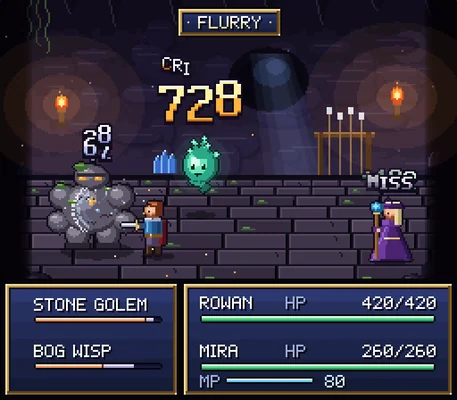 · FLURRY ·
CRI
728
MISS
STONE GOLEM
BOG WISP
ROWAN HP 420/420
MIRA HP 260/260
MP 80